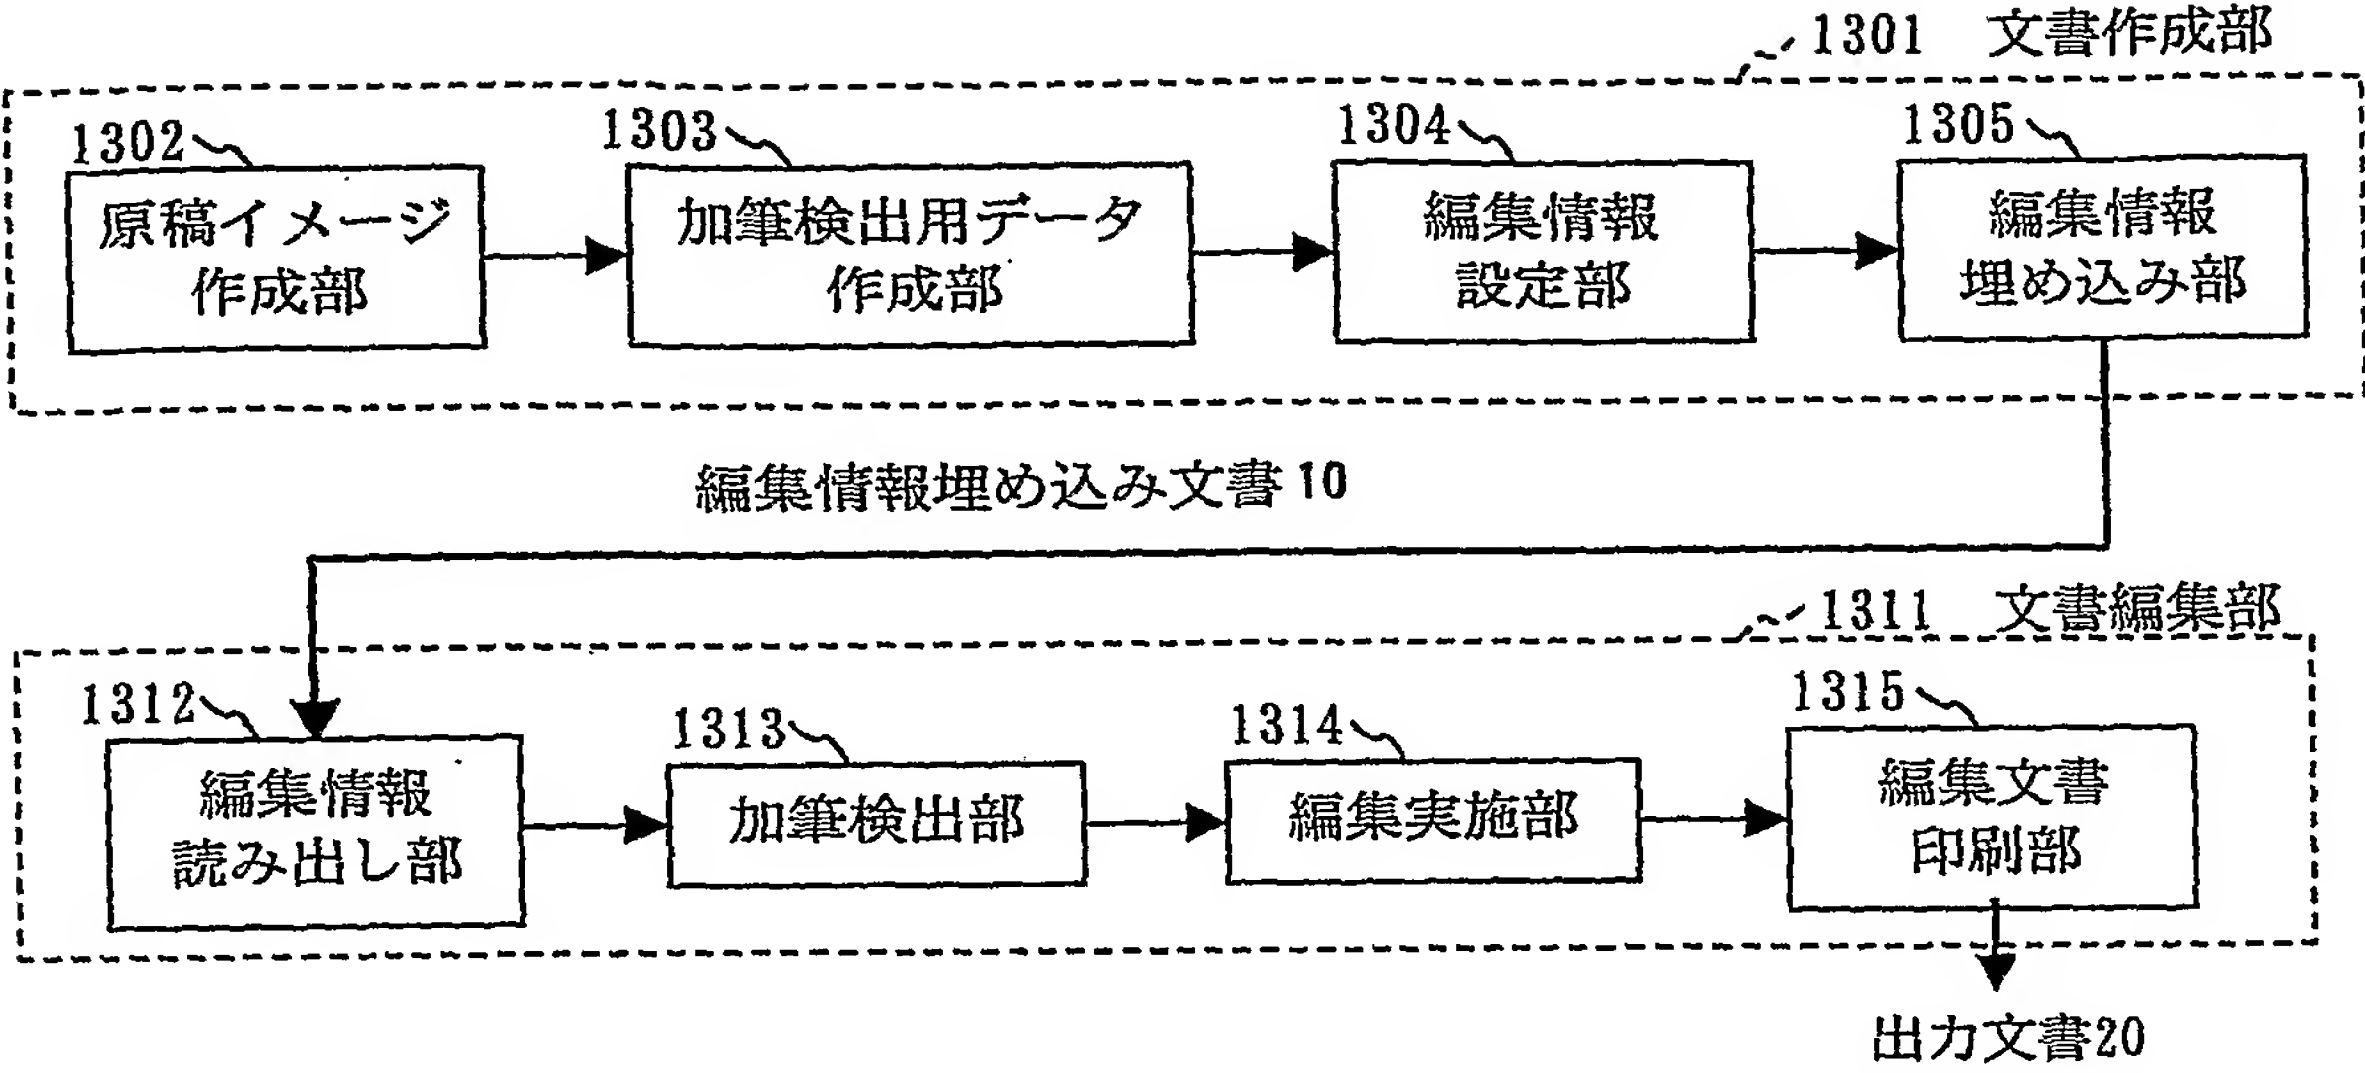 1301 文書作成部
1302
原稿イメージ
作成部
1303
加筆検出用データ
作成部
1304
編集情報
設定部
1305
編集情報
埋め込み部
編集情報埋め込み文書10
1311 文書編集部
1312
編集情報
読み出し部
1313
加筆検出部
1314
編集実施部
1315
編集文書
印刷部
出力文書20